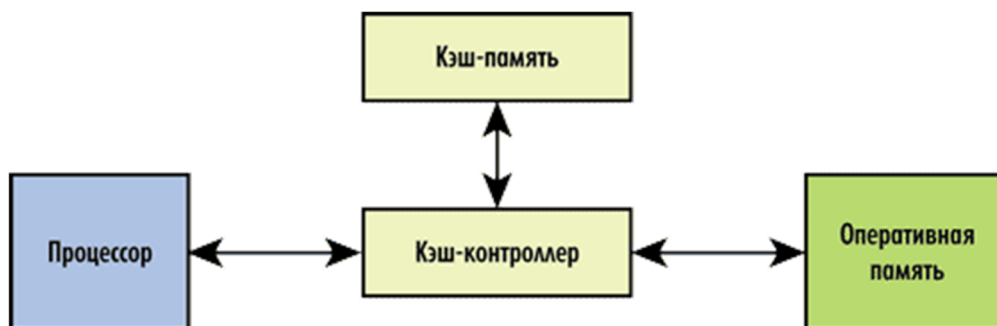 Кэш-память
Процессор
Кэш-контроллер
Оперативная
память